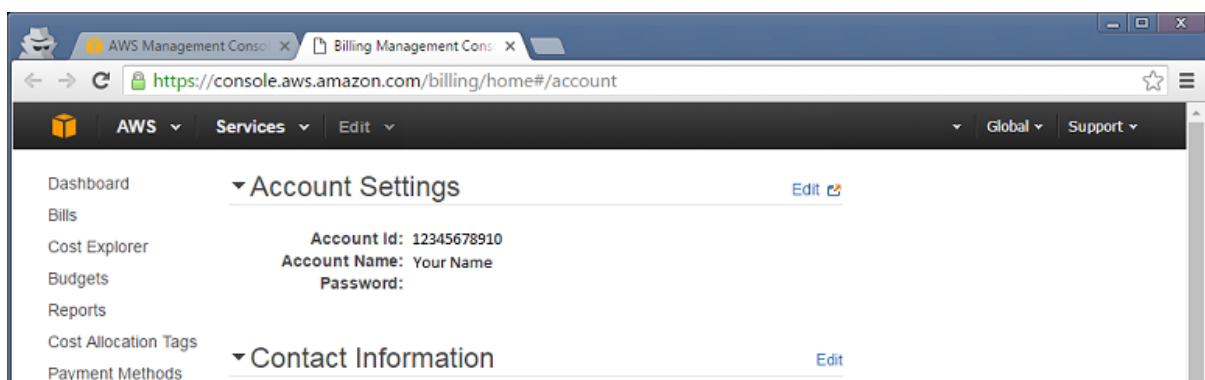 AWS Management Consol
Billing Management Cons
https://console.aws.amazon.com/billing/home#/account
AWS Services Edit Global Support
Dashboard
Bills
Cost Explorer
Budgets
Reports
Cost Allocation Tags
Payment Methods
Account Settings Edit
Account Id: 12345678910
Account Name: Your Name
Password:
Contact Information Edit